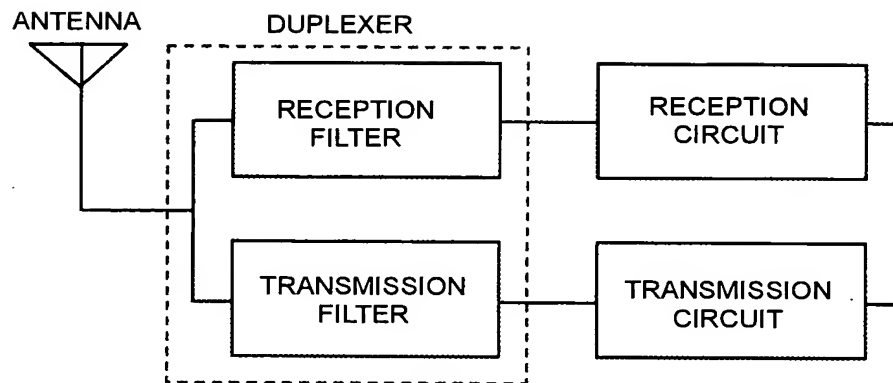 ANTENNA
DUPLEXER
RECEPTION
FILTER
RECEPTION
CIRCUIT
TRANSMISSION
FILTER
TRANSMISSION
CIRCUIT